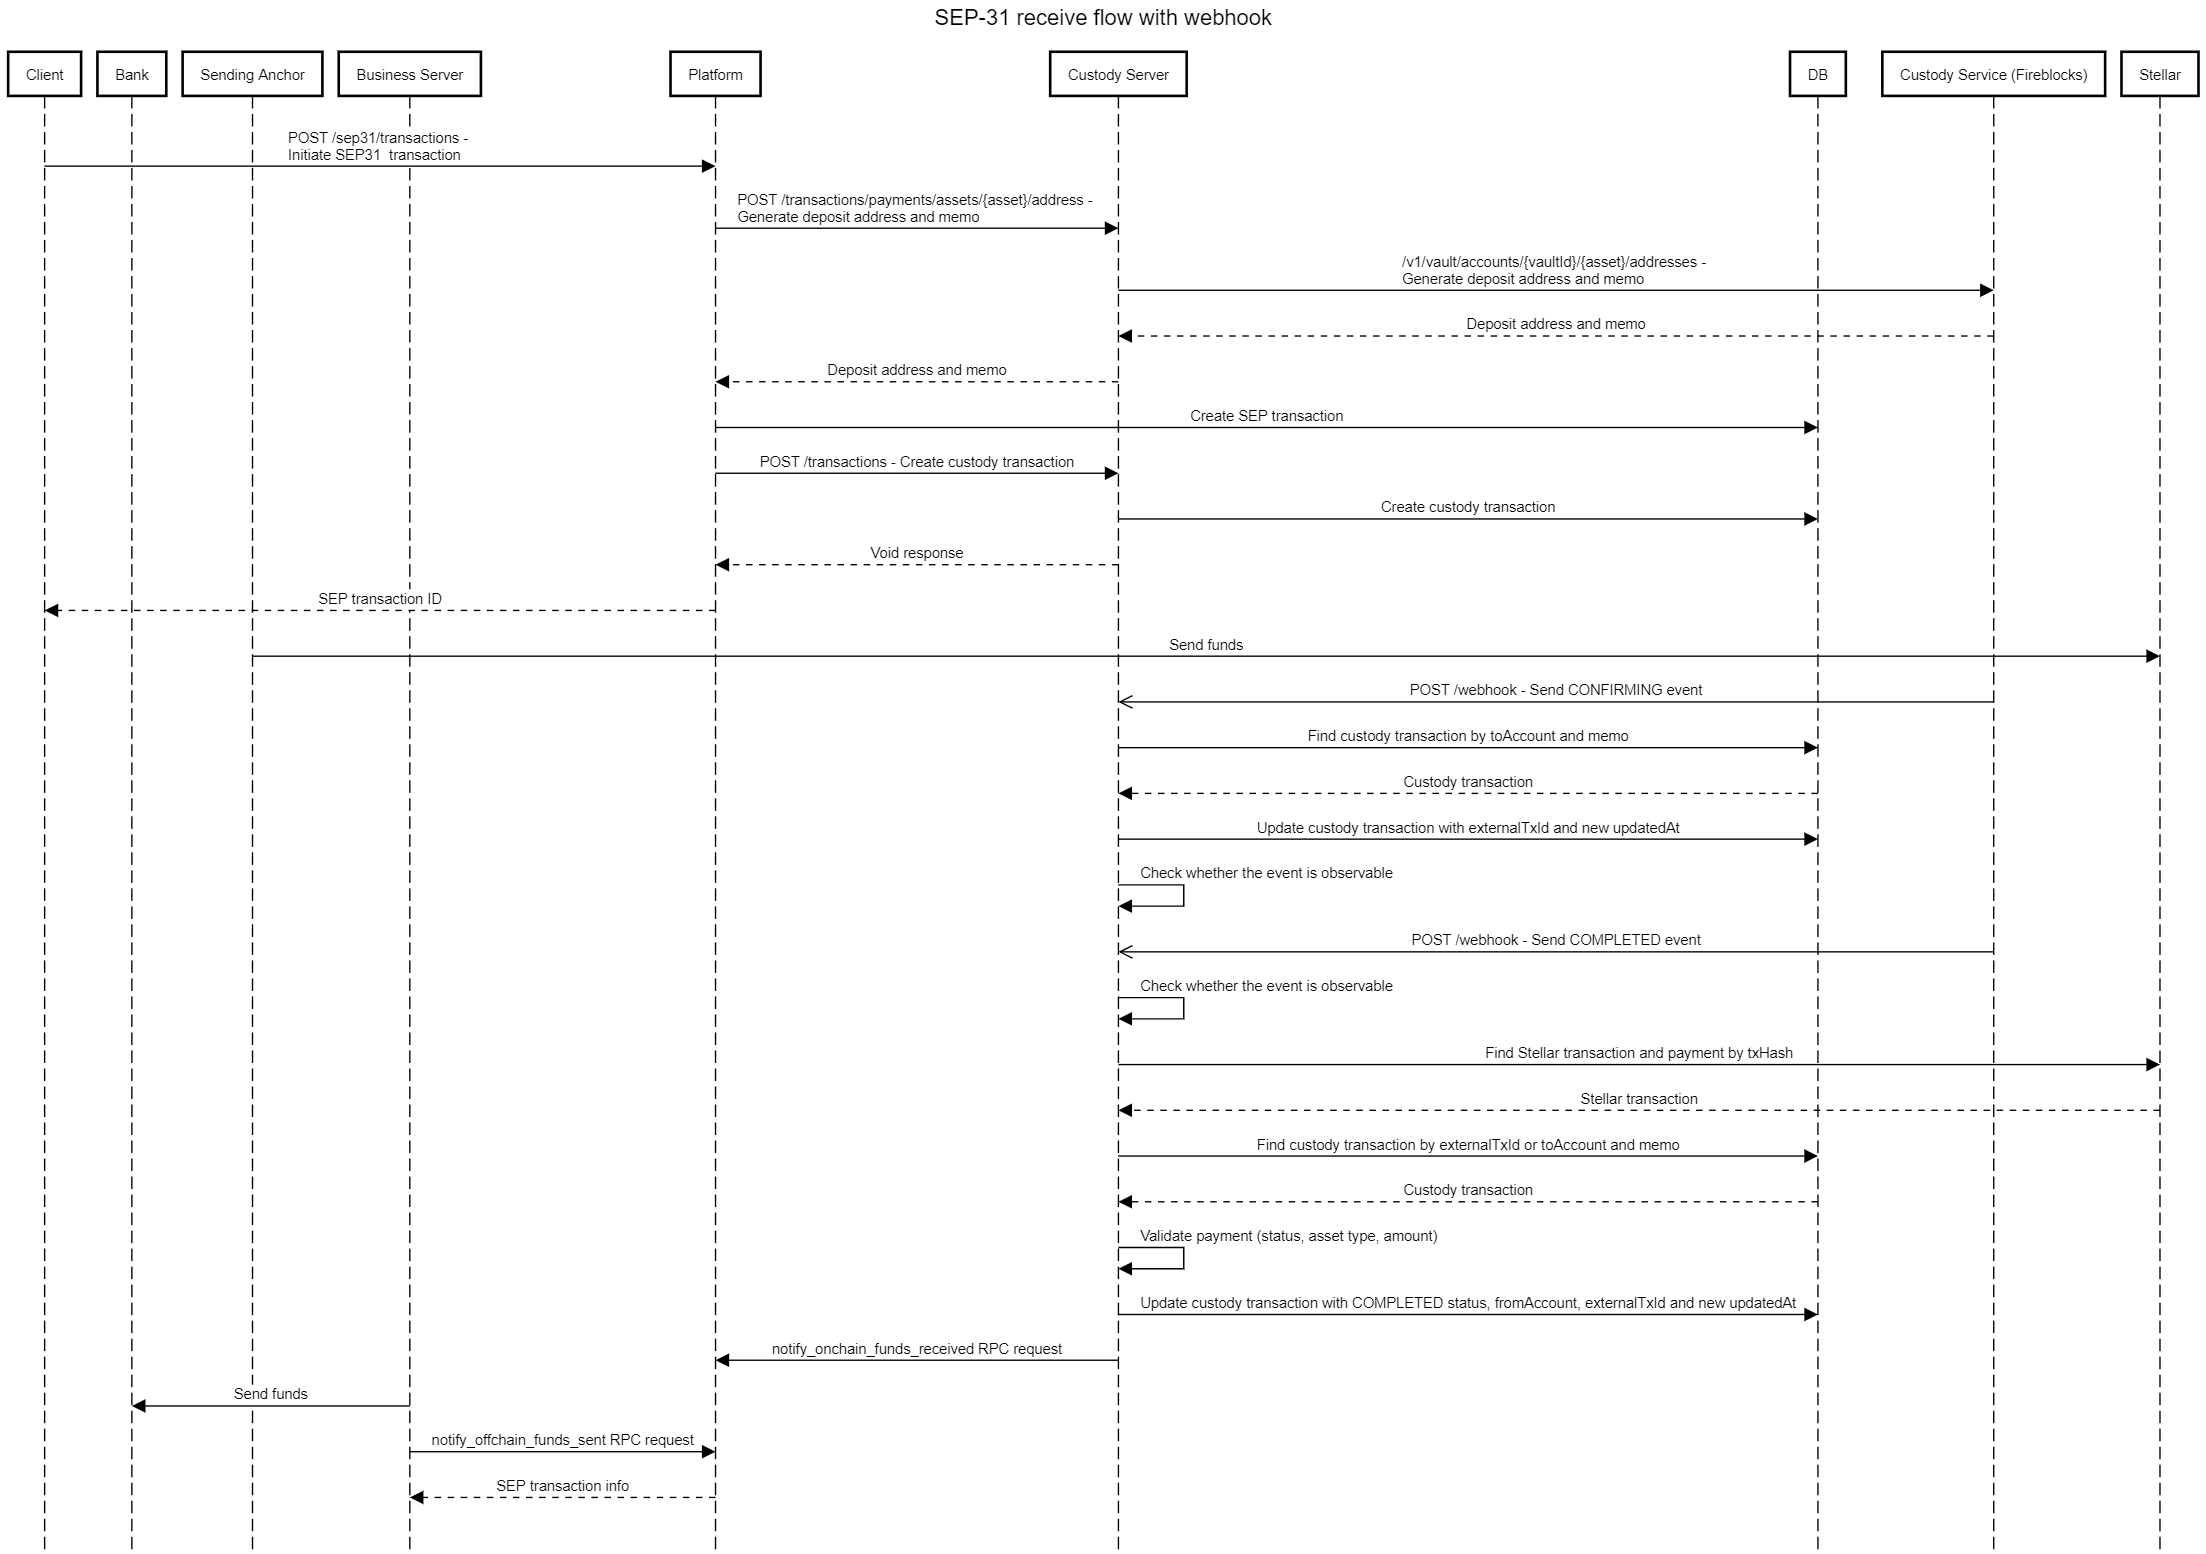 SEP-31 receive flow with webhook
Client
Bank
Sending Anchor
Business Server
Platform
Custody Server
DB
Custody Service (Fireblocks)
Stellar
POST /sep31/transactions -
Initiate SEP31  transaction
POST /transactions/payments/assets/{asset}/address -
Generate deposit address and memo
/v1/vault/accounts/{vaultId}/{asset}/addresses -
Generate deposit address and memo
Deposit address and memo
Deposit address and memo
Create SEP transaction
POST /transactions - Create custody transaction
Create custody transaction
Void response
SEP transaction ID
Send funds
POST /webhook - Send CONFIRMING event
Find custody transaction by toAccount and memo
Custody transaction
Update custody transaction with externalTxId and new updatedAt
Check whether the event is observable
POST /webhook - Send COMPLETED event
Check whether the event is observable
Find Stellar transaction and payment by txHash
Stellar transaction
Find custody transaction by externalTxId or toAccount and memo
Custody transaction
Validate payment (status, asset type, amount)
Update custody transaction with COMPLETED status, fromAccount, externalTxId and new updatedAt
notify_onchain_funds_received RPC request
Send funds
notify_offchain_funds_sent RPC request
SEP transaction info